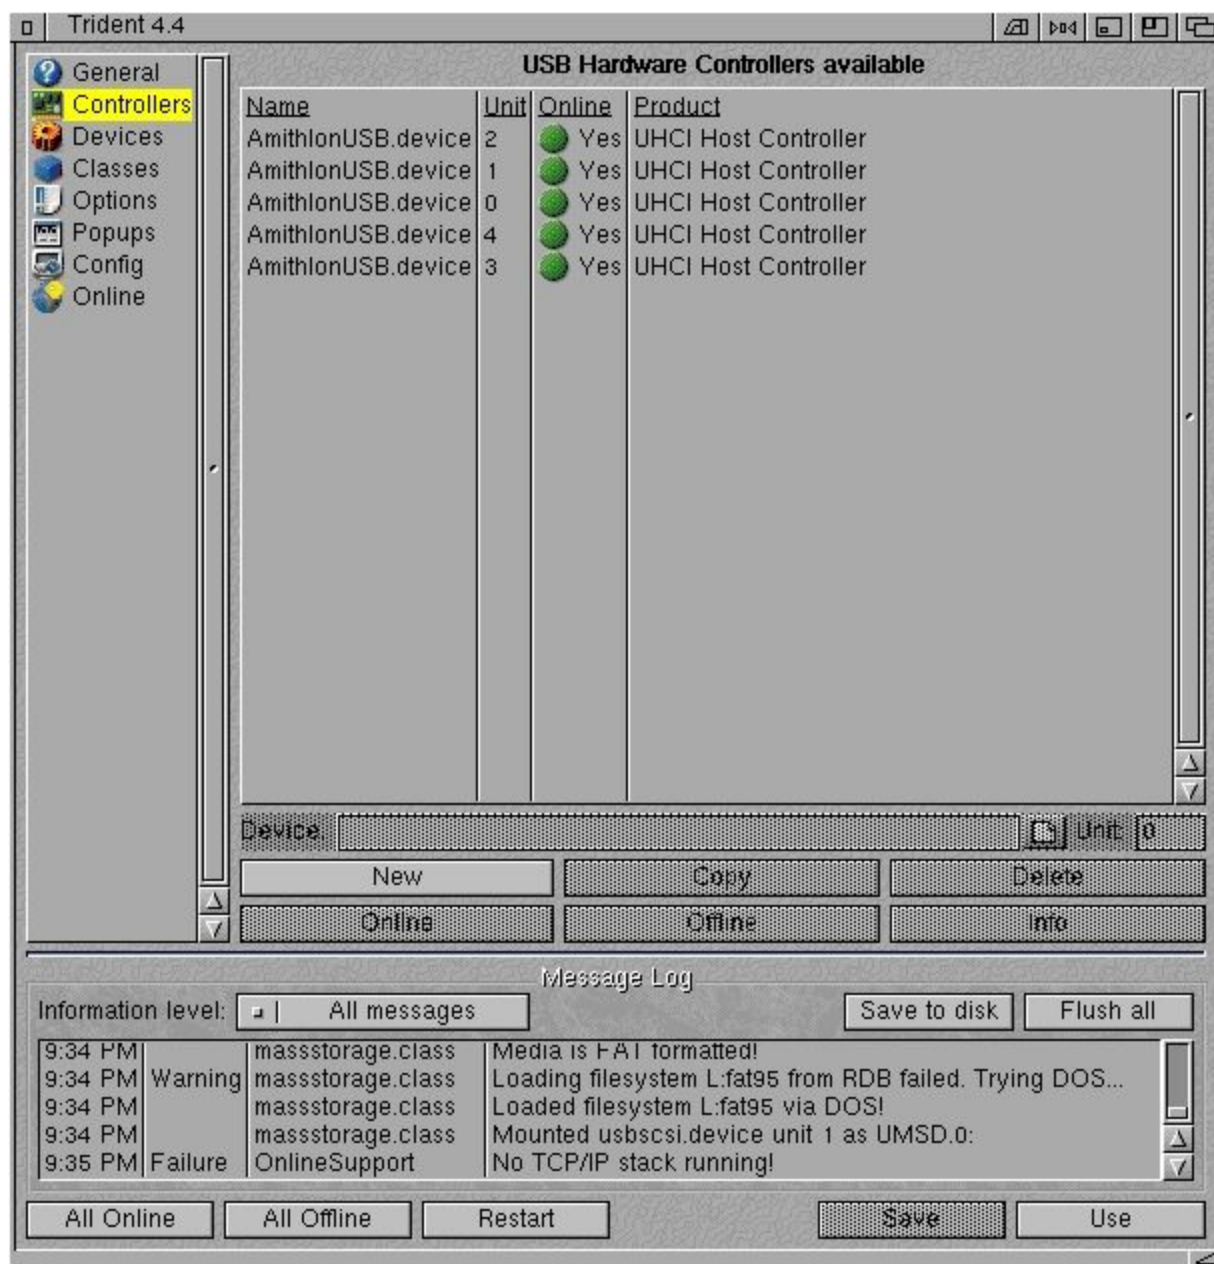 Trident 4.4
General
Controllers
Devices
Classes
Options
Popups
Config
Online
USB Hardware Controllers available
Name Unit Online Product
AmithlonUSB.device 2 Yes UHCI Host Controller
AmithlonUSB.device 1 Yes UHCI Host Controller
AmithlonUSB.device 0 Yes UHCI Host Controller
AmithlonUSB.device 4 Yes UHCI Host Controller
AmithlonUSB.device 3 Yes UHCI Host Controller
Device: Unit: 0
New Copy Delete
Online Offline Info
Message Log
Information level: All messages Save to disk Flush all
9:34 PM massstorage.class Media is FAT formatted!
9:34 PM Warning massstorage.class Loading filesystem L:fat95 from RDB failed. Trying DOS...
9:34 PM massstorage.class Loaded filesystem L:fat95 via DOS!
9:34 PM massstorage.class Mounted usbscsi.device unit 1 as UMSD.0:
9:35 PM Failure OnlineSupport No TCP/IP stack running!
All Online All Offline Restart Save Use